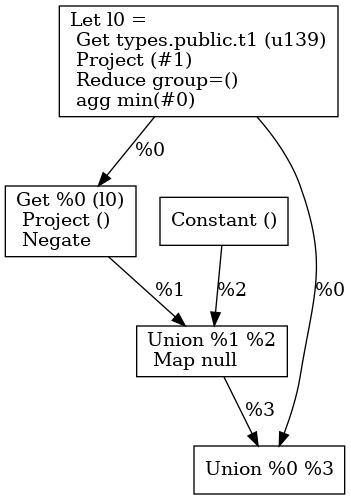 Let l0 =
Get types.public.t1 (u139)
Project (#1)
Reduce group=()
agg min(#0)
%0
Get %0 (l0)
Project ()
Negate
Constant ()
%0
%1
%2
Union %1 %2
Map null
%3
Union %0 %3